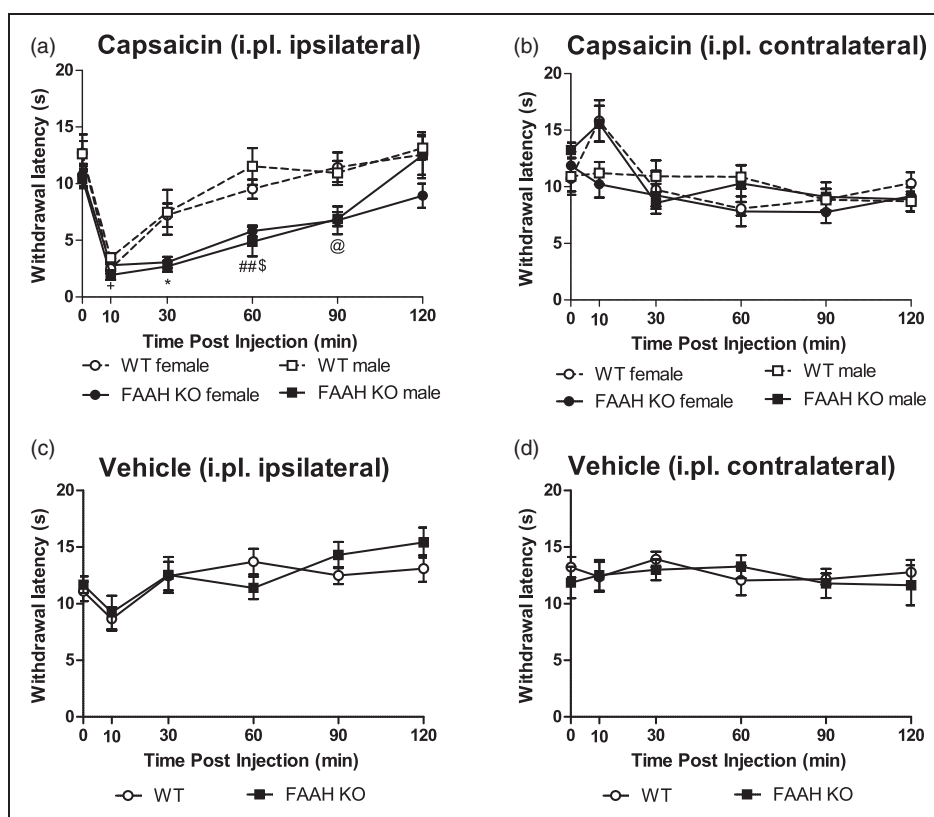 (a) Capsaicin (i.pl. ipsilateral)
Withdrawal latency (s)
20
15
10
5
0
+
*
##$
@
0 10 30 60 90 120
Time Post Injection (min)
WT female WT male
FAAH KO female FAAH KO male
(b) Capsaicin (i.pl. contralateral)
Withdrawal latency (s)
20
15
10
5
0
0 10 30 60 90 120
Time Post Injection (min)
WT female WT male
FAAH KO female FAAH KO male
(c) Vehicle (i.pl. ipsilateral)
Withdrawal latency (s)
20
15
10
5
0
0 10 30 60 90 120
Time Post Injection (min)
WT FAAH KO
(d) Vehicle (i.pl. contralateral)
Withdrawal latency (s)
20
15
10
5
0
0 10 30 60 90 120
Time Post Injection (min)
WT FAAH KO